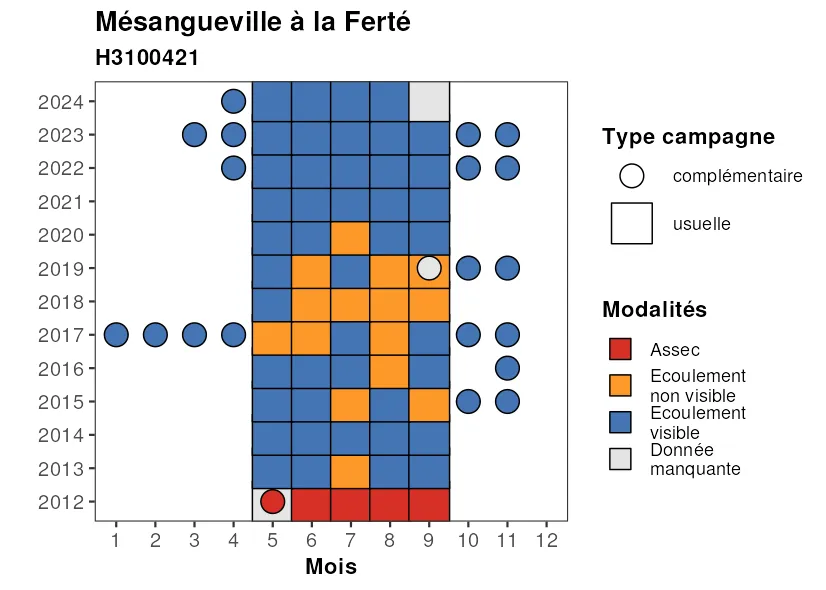 Mésangueville à la Ferté
H3100421
2024
2023
2022
2021
2020
2019
2018
2017
2016
2015
2014
2013
2012
1 2 3 4 5 6 7 8 9 10 11 12
Mois
Type campagne
complémentaire
usuelle
Modalités
Assec
Ecoulement
non visible
Ecoulement
visible
Donnée
manquante